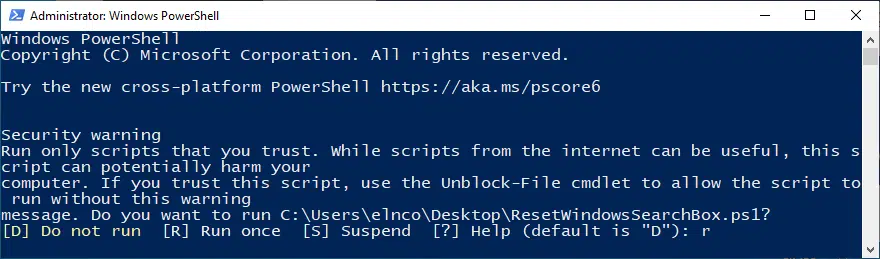 Administrator: Windows PowerShell
Windows PowerShell
Copyright (C) Microsoft Corporation. All rights reserved.
Try the new cross-platform PowerShell https://aka.ms/pscore6
Security warning
Run only scripts that you trust. While scripts from the internet can be useful, this s
cript can potentially harm your
computer. If you trust this script, use the Unblock-File cmdlet to allow the script to
 run without this warning
message. Do you want to run C:\Users\elnco\Desktop\ResetWindowsSearchBox.ps1?
[D] Do not run  [R] Run once  [S] Suspend  [?] Help (default is "D"): r